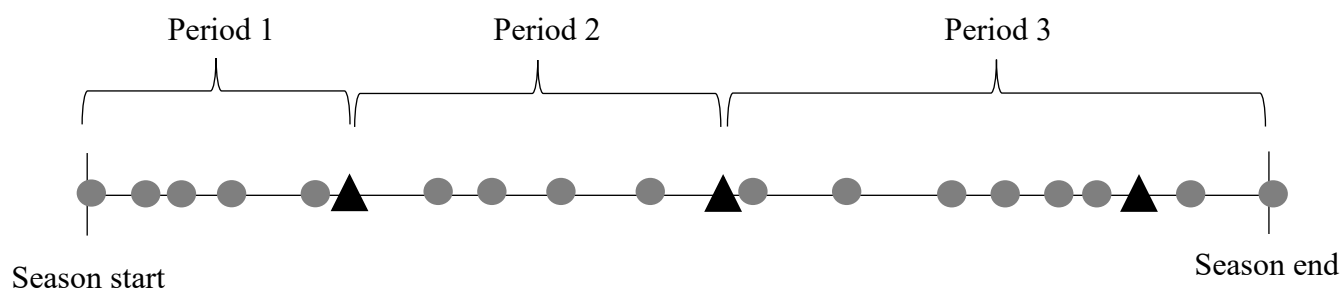 Period 1
Period 2
Period 3
Season start
Season end